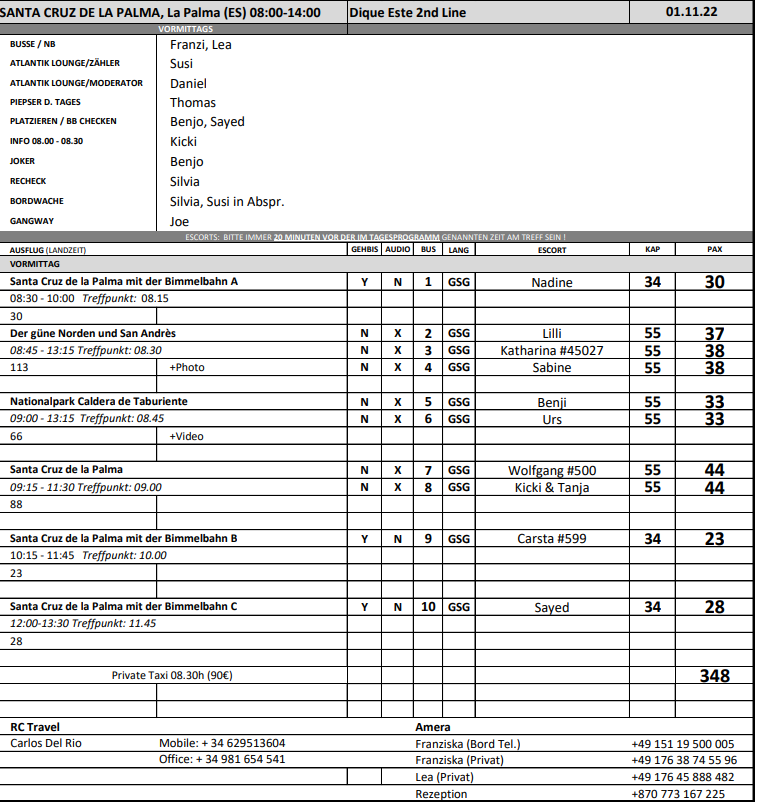 SANTA CRUZ DE LA PALMA, La Palma (ES) 08:00-14:00 Dique Este 2nd Line 01.11.22
VORMITTAGS
BUSSE / NB Franzi, Lea
ATLANTIK LOUNGE/ZÄHLER Susi
ATLANTIK LOUNGE/MODERATOR Daniel
PIEPSER D. TAGES Thomas
PLATZIEREN / BB CHECKEN Benjo, Sayed
INFO 08.00 - 08.30 Kicki
JOKER Benjo
RECHECK Silvia
BORDWACHE Silvia, Susi in Abspr.
GANGWAY Joe
ESCORTS: BITTE IMMER 20 MINUTEN VOR DER IM TAGESPROGRAMM GENANNTEN ZEIT AM TREFF SEIN !
AUSFLUG (LANDZEIT) GEHBIS AUDIO BUS LANG ESCORT KAP PAX
VORMITTAG
Santa Cruz de la Palma mit der Bimmelbahn A Y N 1 GSG Nadine 34 30
08:30 - 10:00 Treffpunkt: 08.15
30
Der güne Norden und San Andrès N X 2 GSG Lilli 55 37
08:45 - 13:15 Treffpunkt: 08.30 N X 3 GSG Katharina #45027 55 38
113 +Photo N X 4 GSG Sabine 55 38
Nationalpark Caldera de Taburiente N X 5 GSG Benji 55 33
09:00 - 13:15 Treffpunkt: 08.45 N X 6 GSG Urs 55 33
66 +Video
Santa Cruz de la Palma N X 7 GSG Wolfgang #500 55 44
09:15 - 11:30 Treffpunkt: 09.00 N X 8 GSG Kicki & Tanja 55 44
88
Santa Cruz de la Palma mit der Bimmelbahn B Y N 9 GSG Carsta #599 34 23
10:15 - 11:45 Treffpunkt: 10.00
23
Santa Cruz de la Palma mit der Bimmelbahn C Y N 10 GSG Sayed 34 28
12:00-13:30 Treffpunkt: 11.45
28
Private Taxi 08.30h (90€) 348
RC Travel Amera
Carlos Del Rio Mobile: + 34 629513604 Franziska (Bord Tel.) +49 151 19 500 005
Office: + 34 981 654 541 Franziska (Privat) +49 176 38 74 55 96
Lea (Privat) +49 176 45 888 482
Rezeption +870 773 167 225